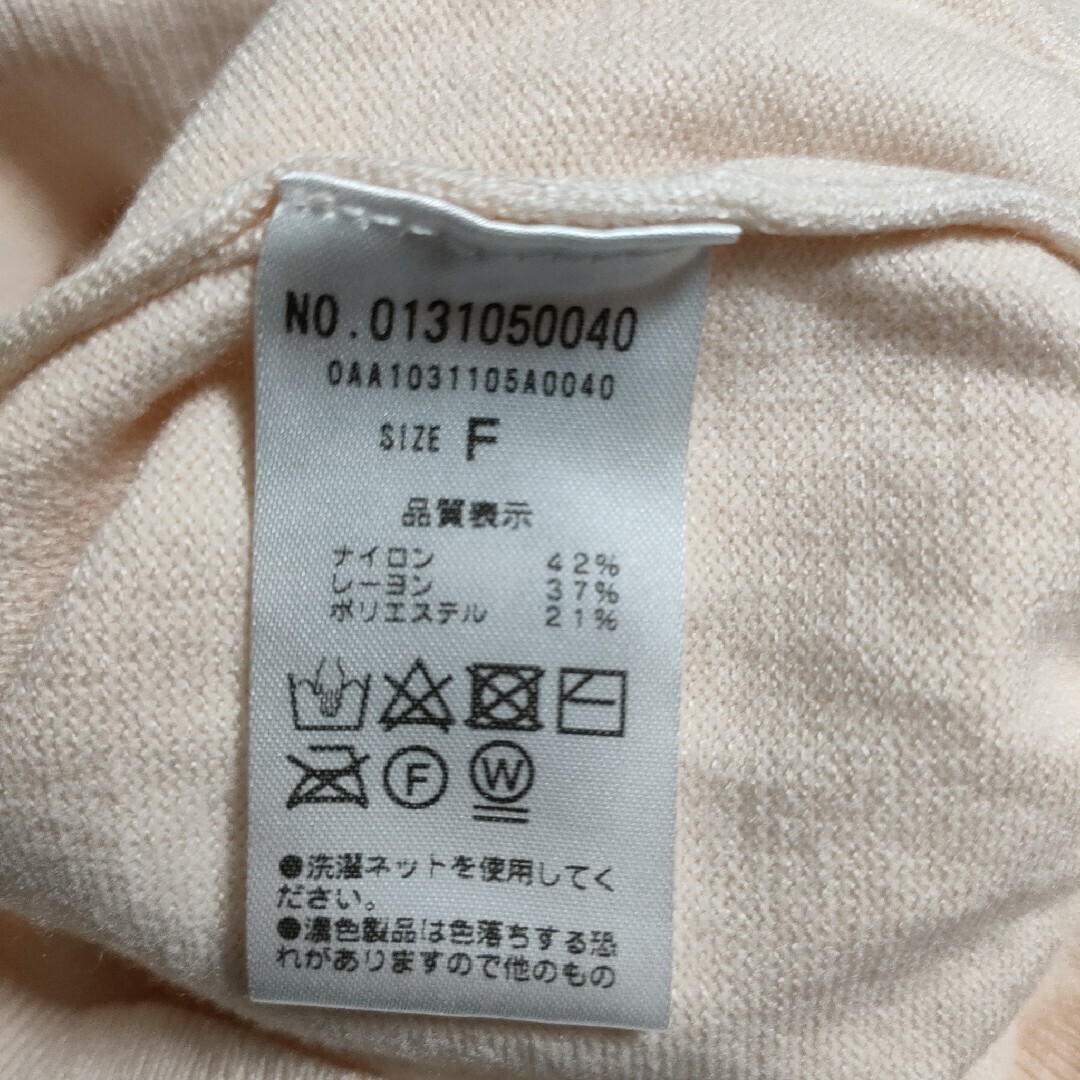 NO.0131050040
0AA1031105A0040
SIZE F
品質表示
ナイロン 42%
レーヨン 37%
ポリエステル 21%
F W
●洗濯ネットを使用してく
ださい。
●濃色製品は色落ちする恐
れがありますので他のもの